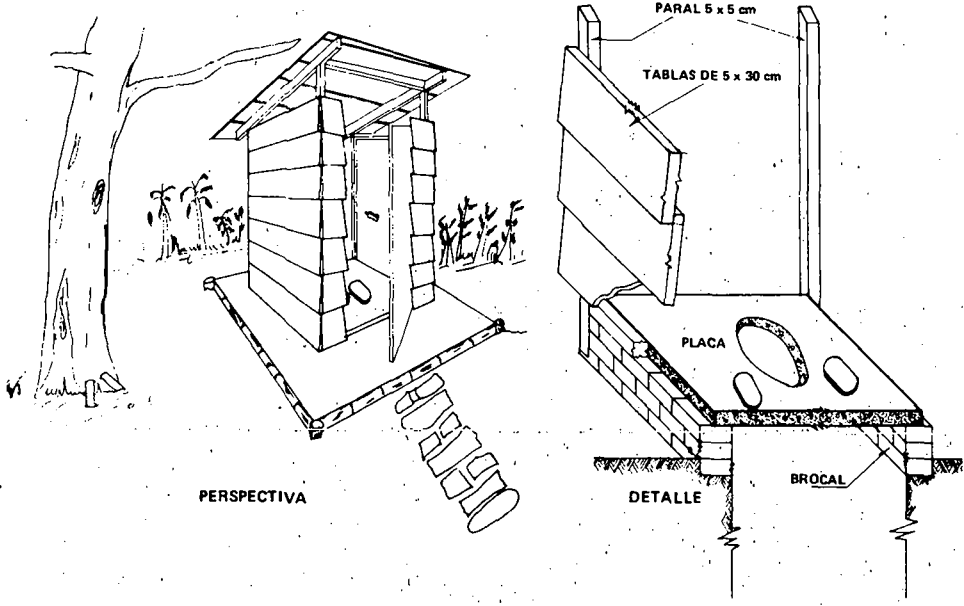 PARAL 5 x 5 cm
TABLAS DE 5 x 30 cm
PLACA
BROCAL
PERSPECTIVA
DETALLE